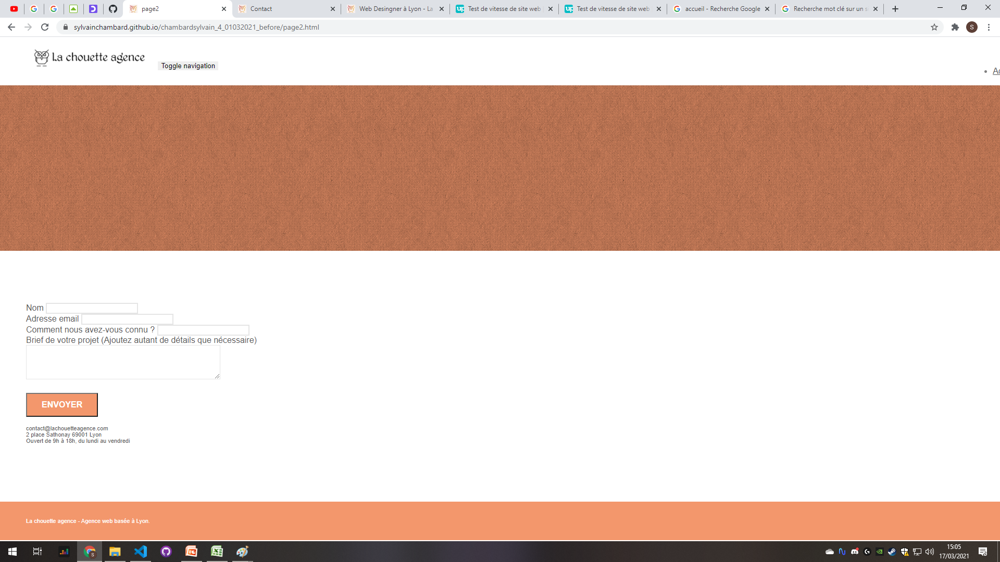 page2
Contact
Web Desingner à Lyon - La
Test de vitesse de site web
Test de vitesse de site web
accueil - Recherche Google
Recherche mot clé sur un s
sylvainchambard.github.io/chambardsylvain_4_01032021_before/page2.html
S
La chouette agence
Toggle navigation
Ac
Nom
Adresse email
Comment nous avez-vous connu ?
Brief de votre projet (Ajoutez autant de détails que nécessaire)
ENVOYER
contact@lachouetteagence.com
2 place Sathonay 69001 Lyon
Ouvert de 9h à 18h, du lundi au vendredi
La chouette agence - Agence web basée à Lyon.
15:05
17/03/2021